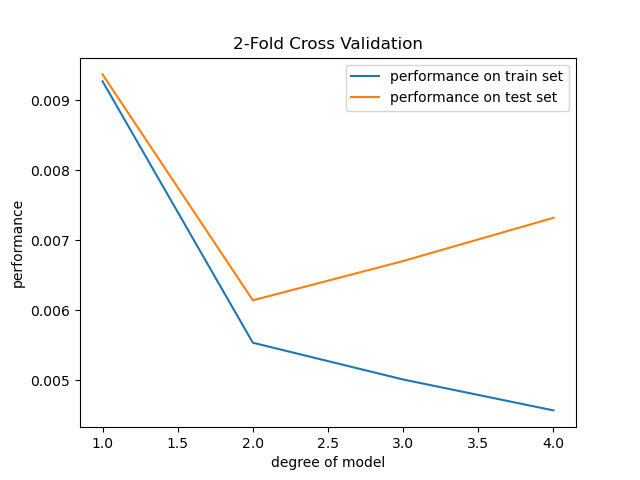 2-Fold Cross Validation
performance on train set
performance on test set
0.009
0.008
0.007
0.006
0.005
performance
1.0 1.5 2.0 2.5 3.0 3.5 4.0
degree of model